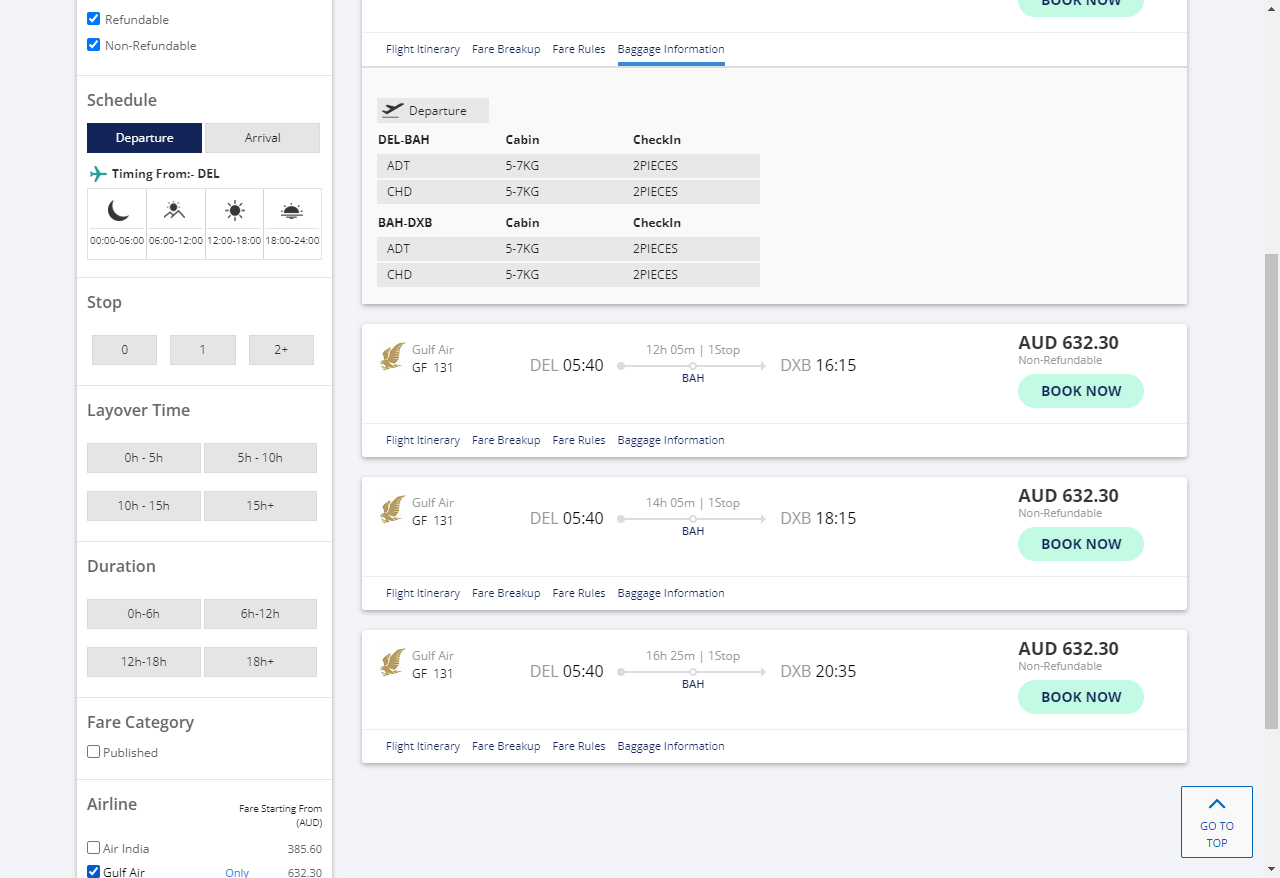 Refundable
Non-Refundable
Schedule
Departure Arrival
Timing From:- DEL
00:00-06:00 06:00-12:00 12:00-18:00 18:00-24:00
Stop
0 1 2+
Layover Time
0h - 5h 5h - 10h
10h - 15h 15h+
Duration
0h-6h 6h-12h
12h-18h 18h+
Fare Category
Published
Airline Fare Starting From
(AUD)
Air India 385.60
Gulf Air Only 632.30
BOOK NOW
Flight Itinerary Fare Breakup Fare Rules Baggage Information
Departure
DEL-BAH Cabin CheckIn
ADT 5-7KG 2PIECES
CHD 5-7KG 2PIECES
BAH-DXB Cabin CheckIn
ADT 5-7KG 2PIECES
CHD 5-7KG 2PIECES
Gulf Air
GF 131
DEL 05:40
12h 05m | 1Stop
BAH
DXB 16:15
AUD 632.30
Non-Refundable
BOOK NOW
Flight Itinerary Fare Breakup Fare Rules Baggage Information
Gulf Air
GF 131
DEL 05:40
14h 05m | 1Stop
BAH
DXB 18:15
AUD 632.30
Non-Refundable
BOOK NOW
Flight Itinerary Fare Breakup Fare Rules Baggage Information
Gulf Air
GF 131
DEL 05:40
16h 25m | 1Stop
BAH
DXB 20:35
AUD 632.30
Non-Refundable
BOOK NOW
Flight Itinerary Fare Breakup Fare Rules Baggage Information
GO TO
TOP